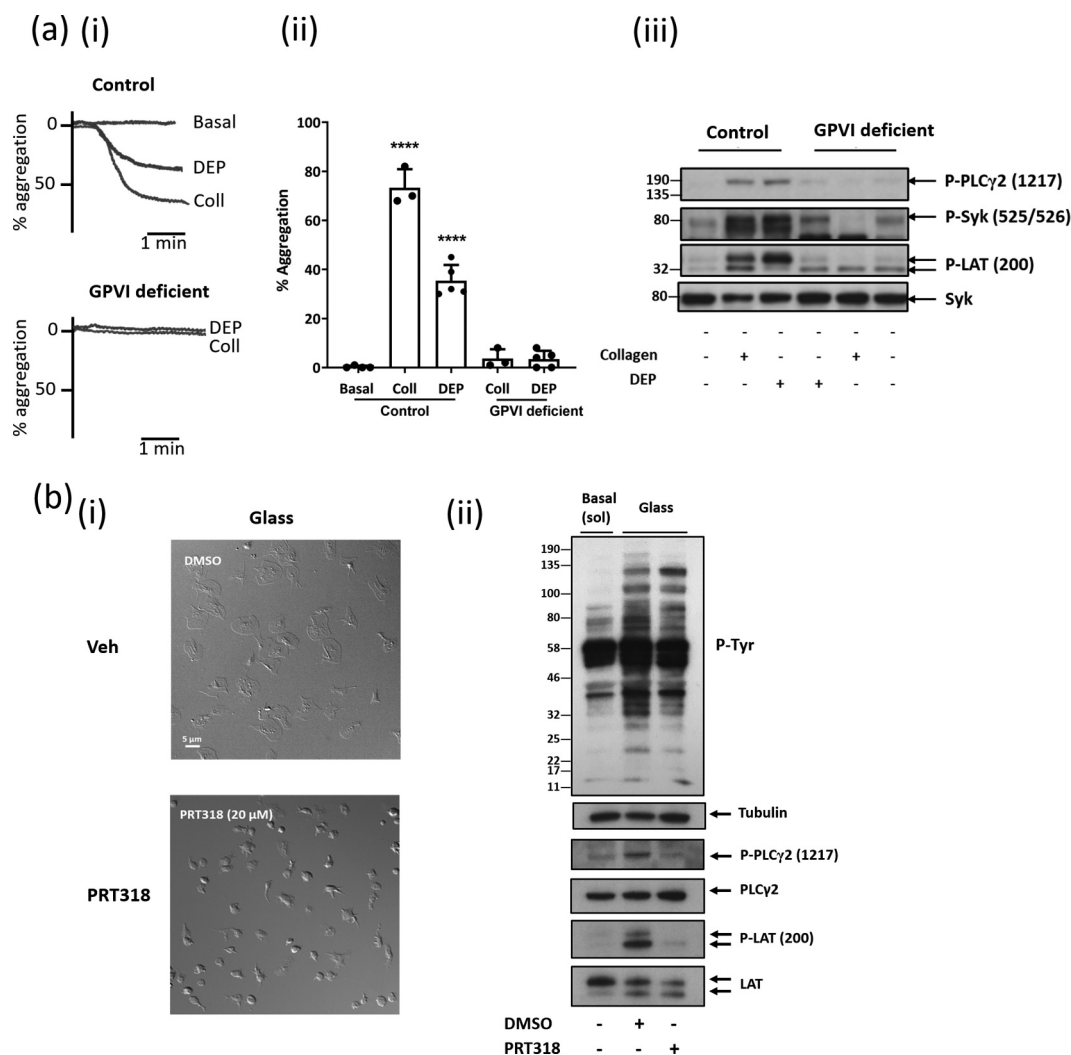 (a) (i)
Control
% aggregation
0
50
Basal
DEP
Coll
1 min
GPVI deficient
% aggregation
0
50
DEP
Coll
1 min
(ii)
% Aggregation
100
80
60
40
20
0
****
****
Basal Coll DEP Coll DEP
Control GPVI deficient
(iii)
Control GPVI deficient
190
135
P-PLCγ2 (1217)
80
P-Syk (525/526)
32
P-LAT (200)
80
Syk
Collagen - + - - + -
DEP - - + + - -
(b) (i)
Glass
Veh
DMSO
5 µm
PRT318
PRT318 (20 µM)
(ii)
Basal (sol) Glass
190
135
100
80
58
46
32
25
22
17
11
P-Tyr
Tubulin
P-PLCγ2 (1217)
PLCγ2
P-LAT (200)
LAT
DMSO - + -
PRT318 - - +